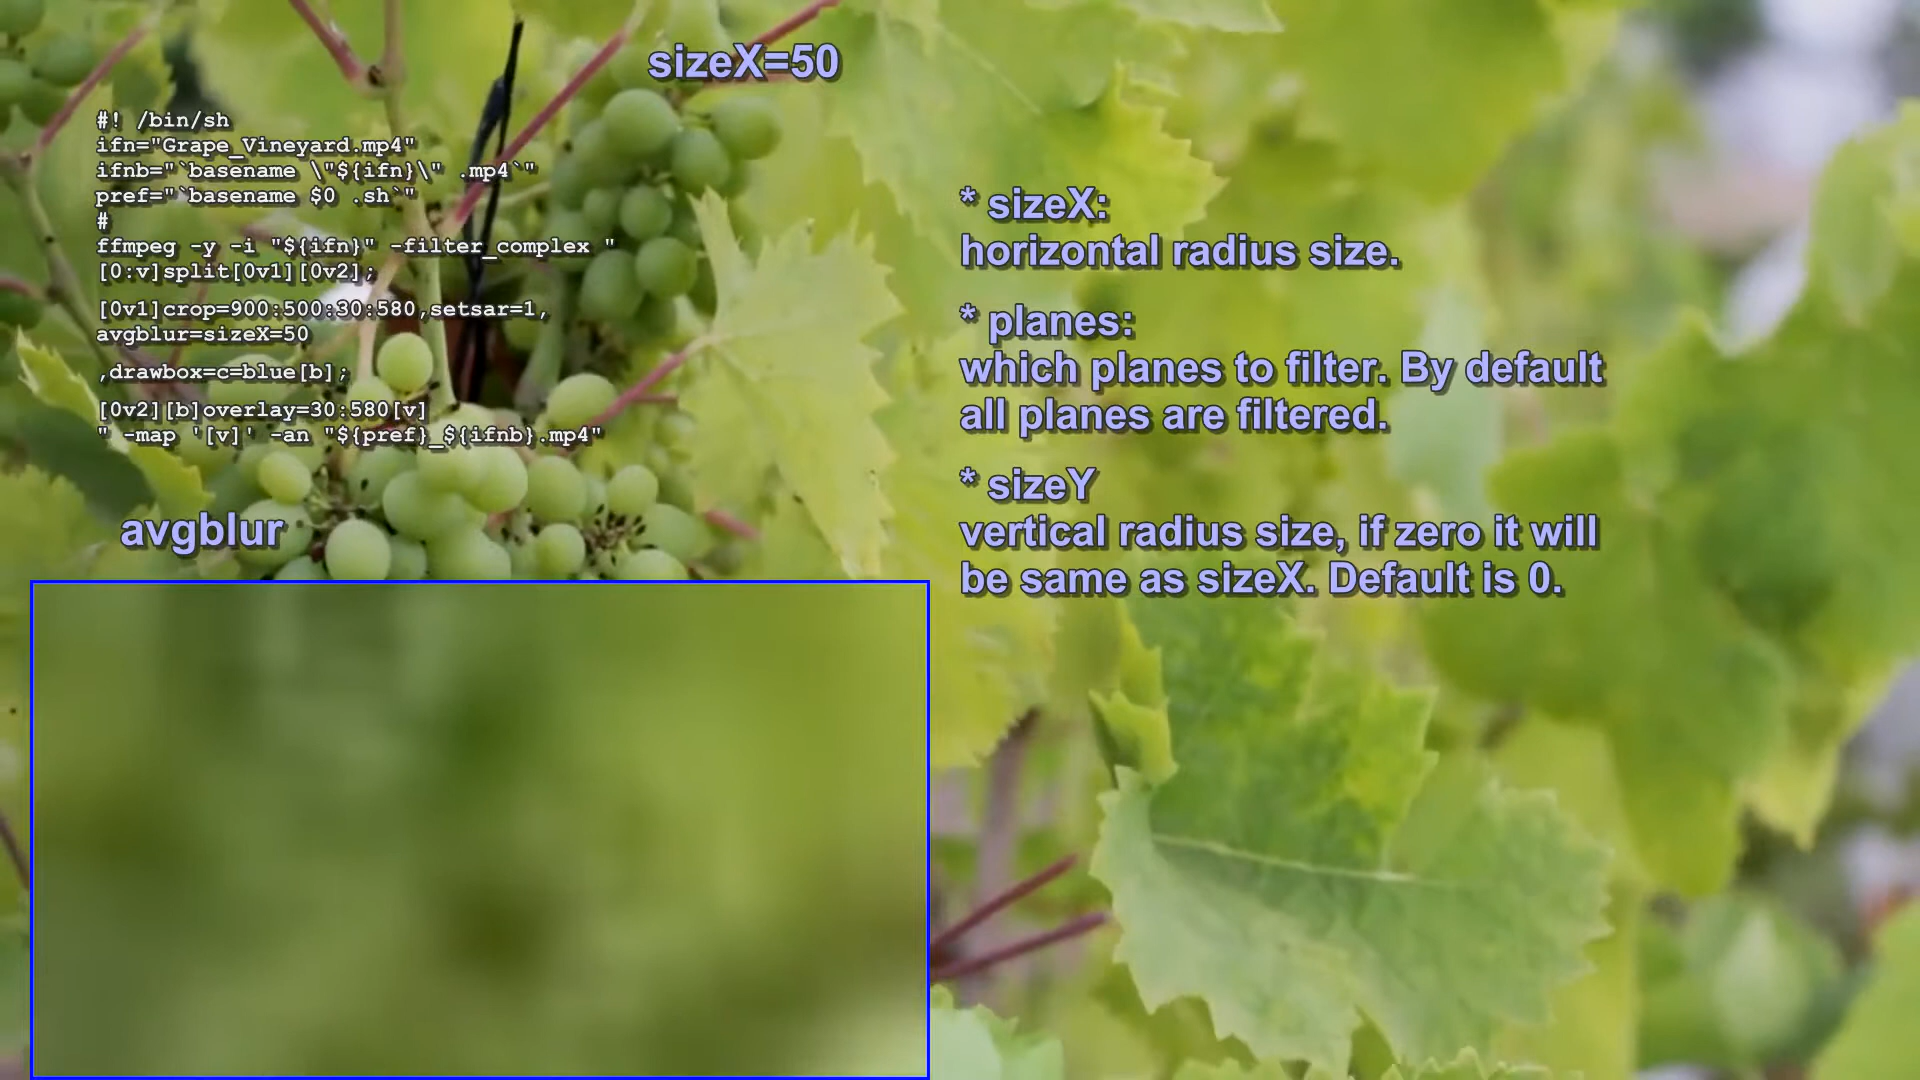 sizeX=50
#! /bin/sh
ifn="Grape_Vineyard.mp4"
ifnb="`basename \"${ifn}\" .mp4`"
pref="`basename $0 .sh`"
#
ffmpeg -y -i "${ifn}" -filter_complex "
[0:v]split[0v1][0v2];
[0v1]crop=900:500:30:580,setsar=1,
avgblur=sizeX=50
,drawbox=c=blue[b];
[0v2][b]overlay=30:580[v]
" -map '[v]' -an "${pref}_${ifnb}.mp4"
avgblur
* sizeX:
horizontal radius size.
* planes:
which planes to filter. By default
all planes are filtered.
* sizeY
vertical radius size, if zero it will
be same as sizeX. Default is 0.